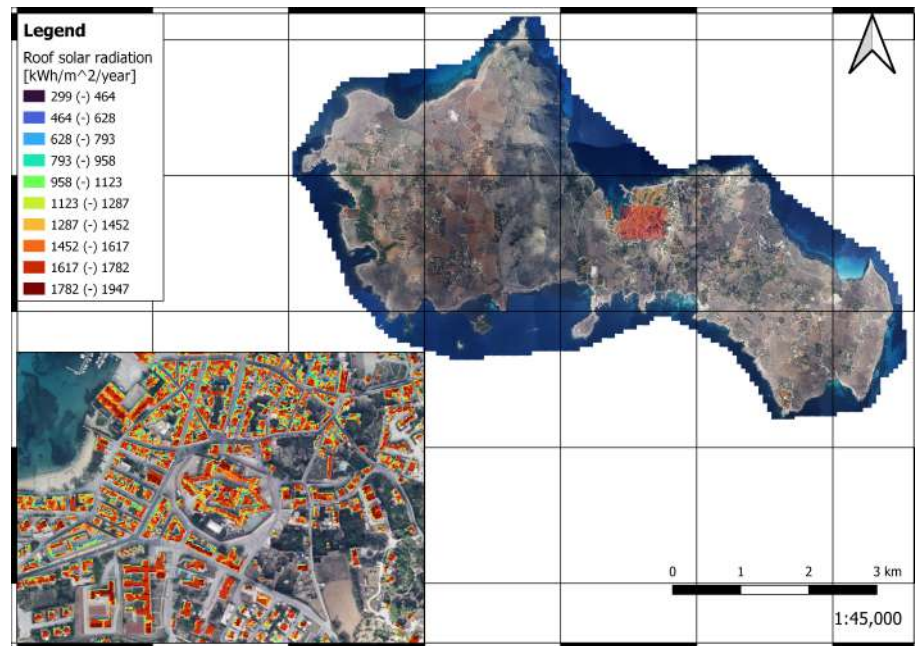 Legend
Roof solar radiation
[kWh/m^2/year]
299 (-) 464
464 (-) 628
628 (-) 793
793 (-) 958
958 (-) 1123
1123 (-) 1287
1287 (-) 1452
1452 (-) 1617
1617 (-) 1782
1782 (-) 1947
0 1 2 3 km
1:45,000